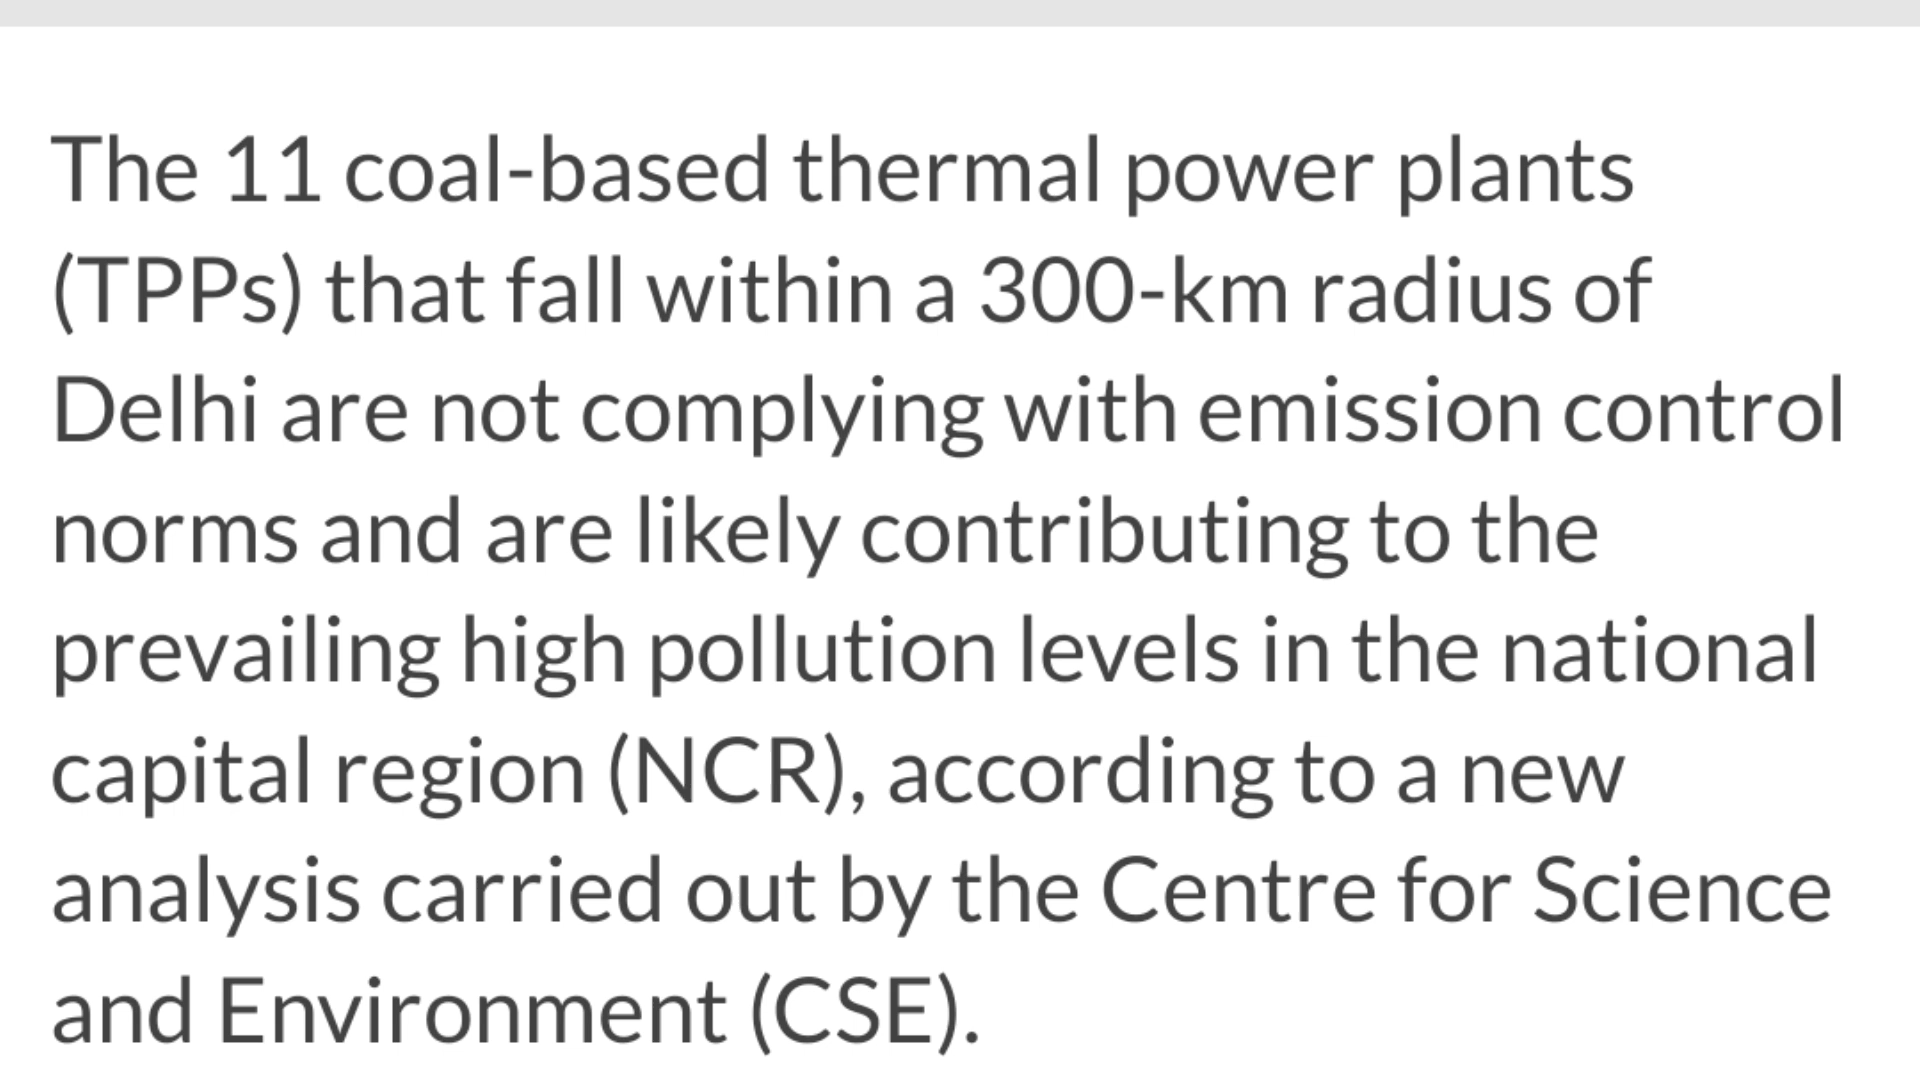 The 11 coal-based thermal power plants
(TPPs) that fall within a 300-km radius of
Delhi are not complying with emission control
norms and are likely contributing to the
prevailing high pollution levels in the national
capital region (NCR), according to a new
analysis carried out by the Centre for Science
and Environment (CSE).